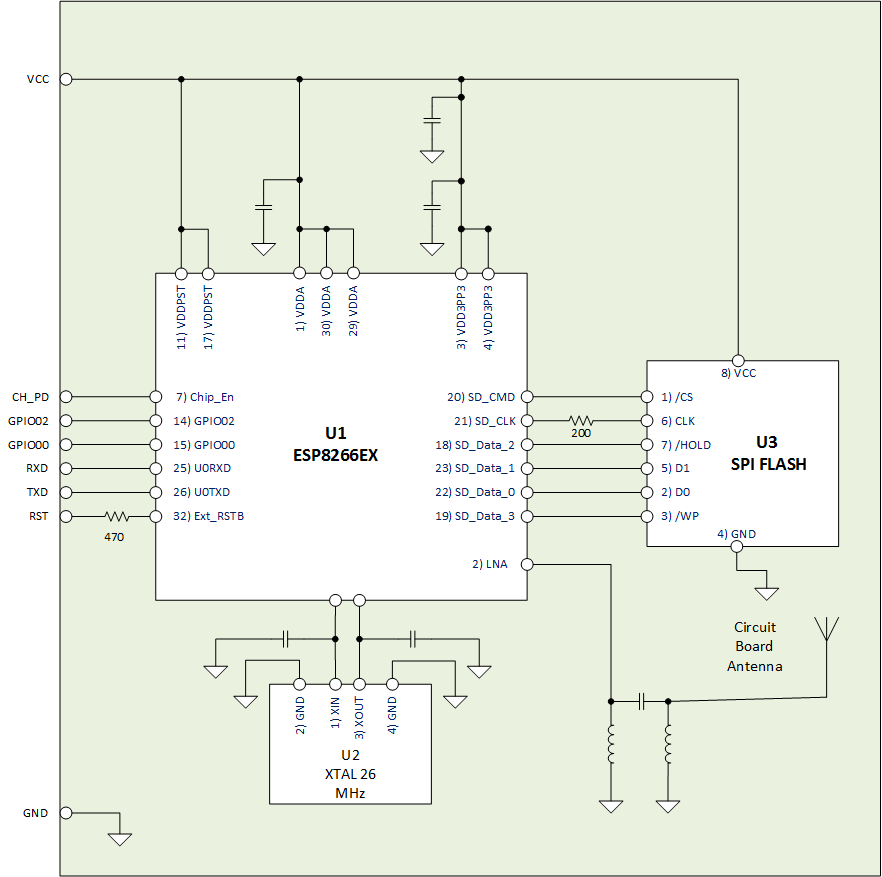 VCC
11) VDDPST
17) VDDPST
1) VDDA
30) VDDA
29) VDDA
3) VDD3PP3
4) VDD3PP3
8) VCC
CH_PD
7) Chip_En
20) SD_CMD
1) /CS
GPIO02
14) GPIO02
21) SD_CLK
200
6) CLK
GPIO00
15) GPIO00
18) SD_Data_2
7) /HOLD
RXD
25) U0RXD
23) SD_Data_1
5) D1
TXD
26) U0TXD
22) SD_Data_0
2) D0
RST
470
32) Ext_RSTB
19) SD_Data_3
3) /WP
U1
ESP8266EX
U3
SPI FLASH
4) GND
2) LNA
Circuit
Board
Antenna
2) GND
1) XIN
3) XOUT
4) GND
U2
XTAL 26
MHz
GND